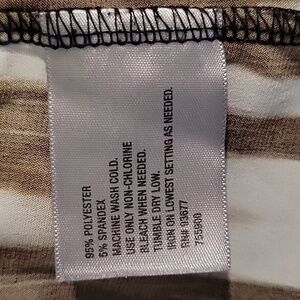 95% POLYESTER
5% SPANDEX
MACHINE WASH COLD.
USE ONLY NON-CHLORINE
BLEACH WHEN NEEDED.
TUMBLE DRY LOW.
IRON ON LOWEST SETTING AS NEEDED.
RN# 93677
755900